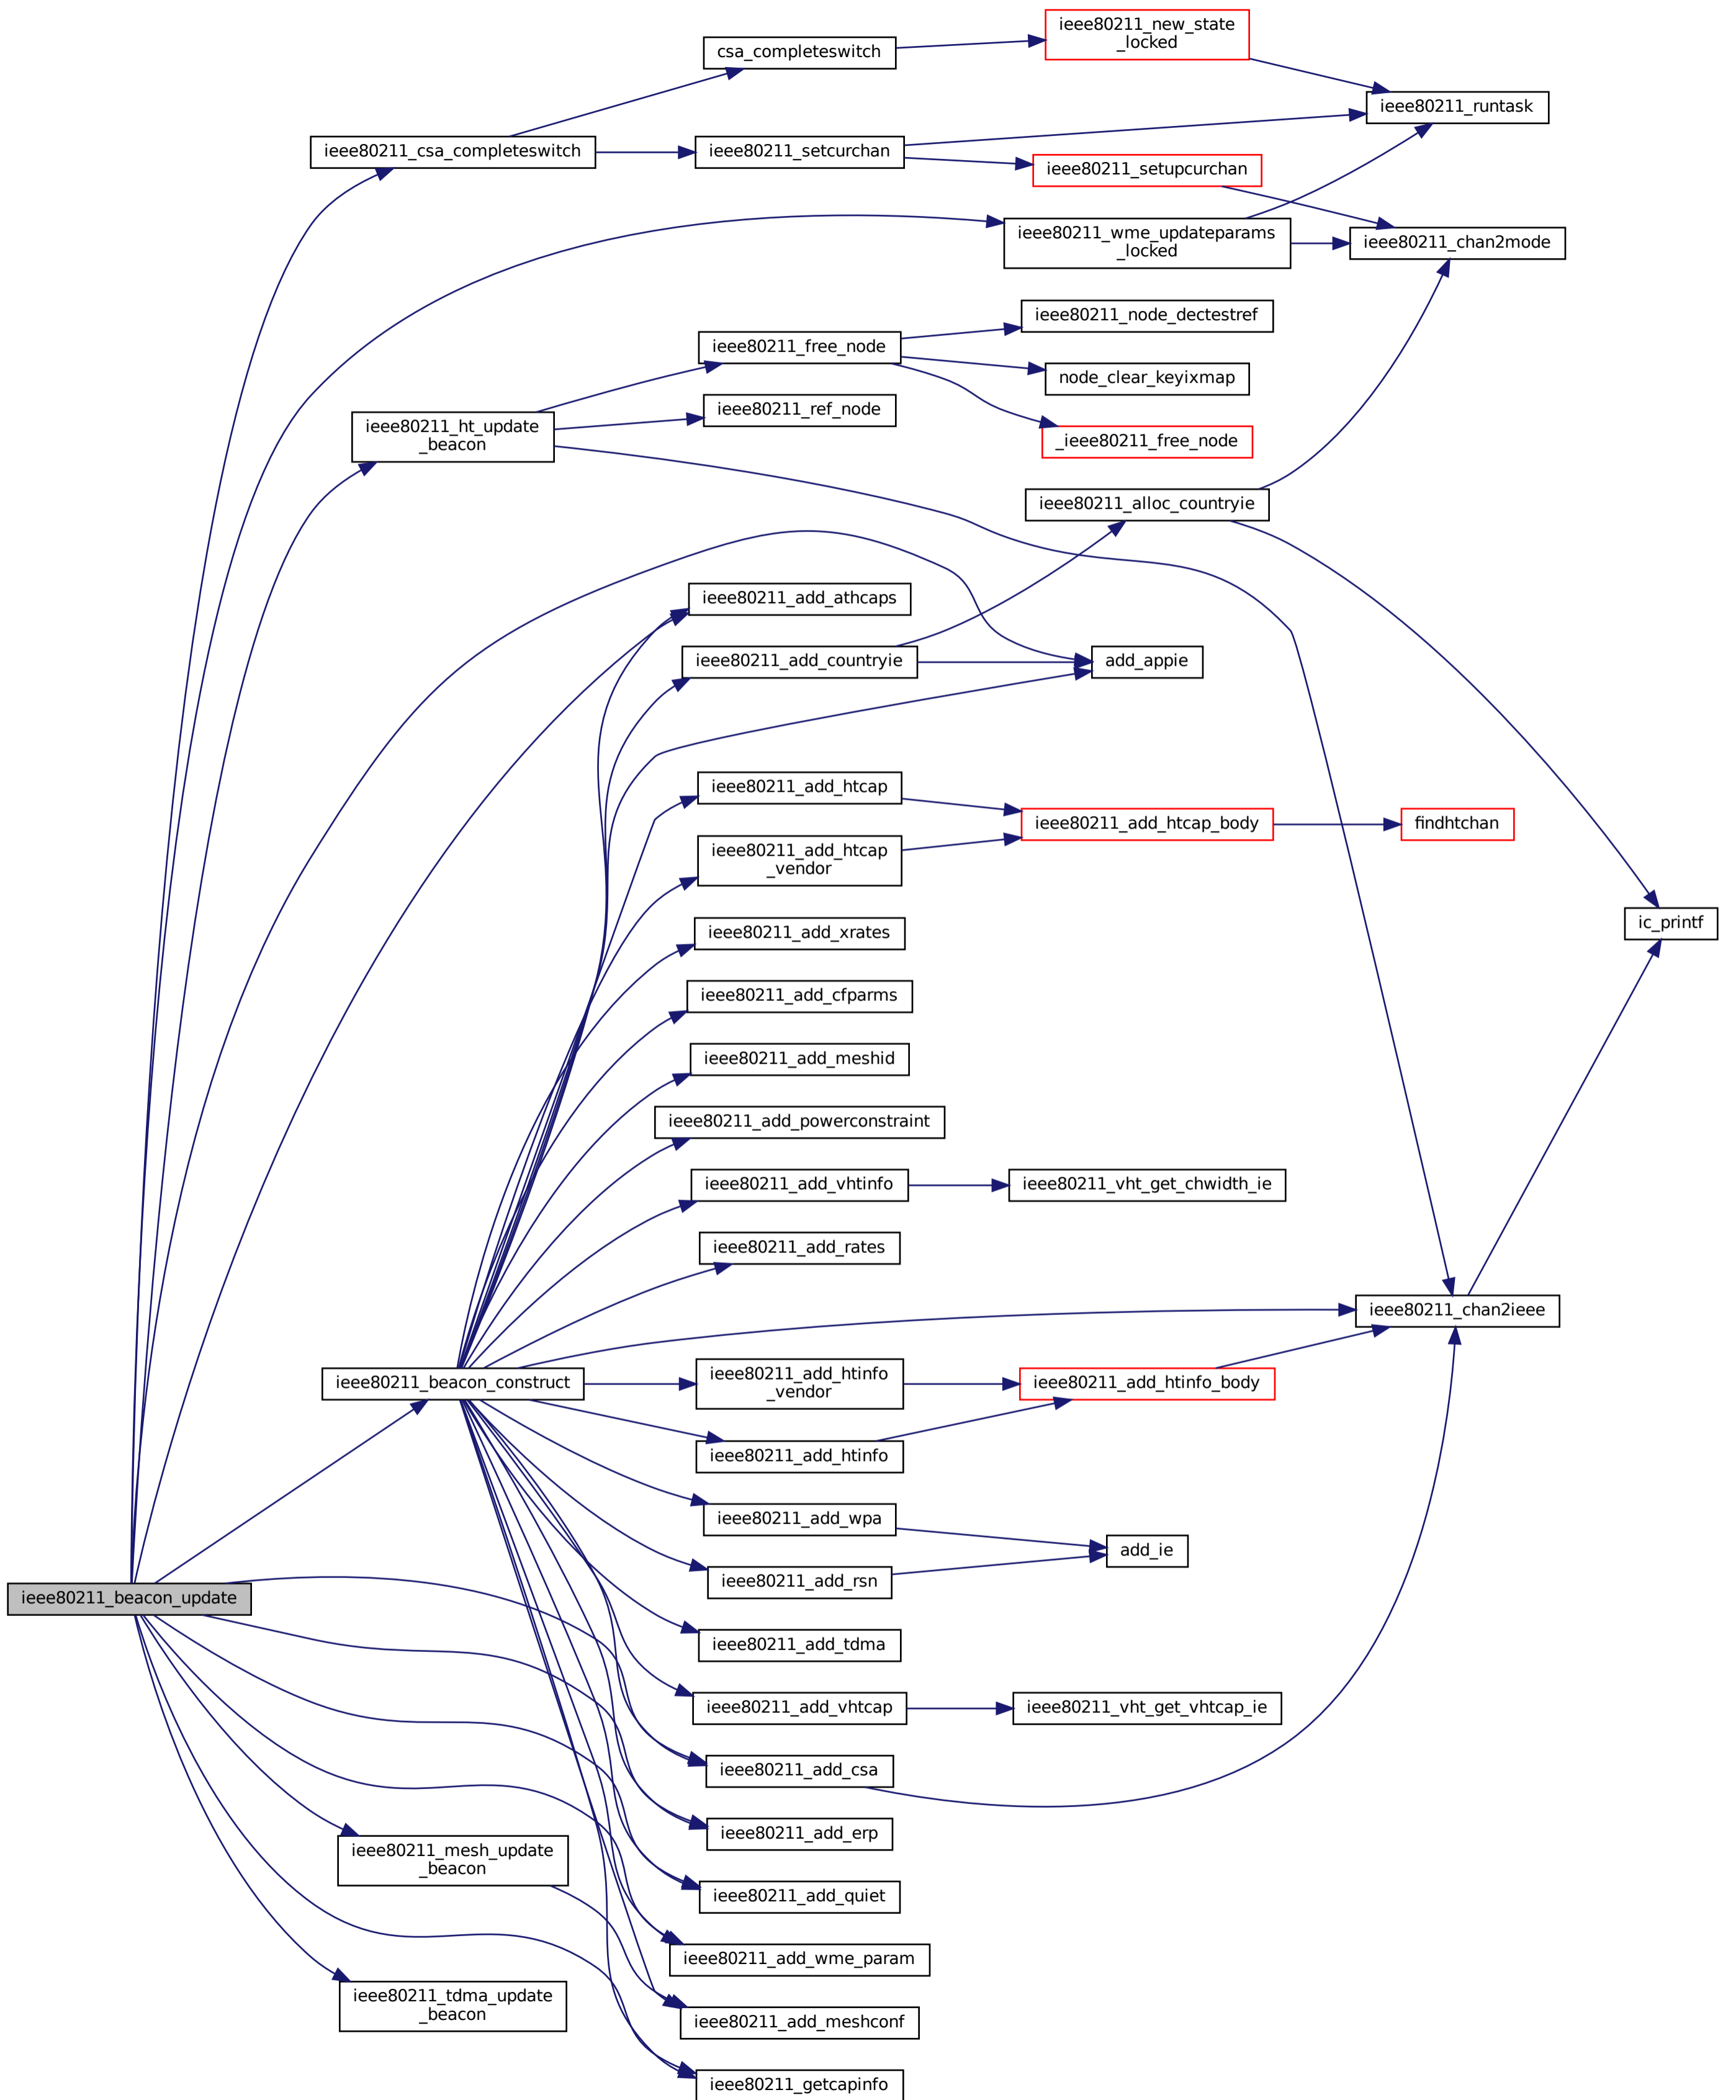 ieee80211_new_state
_locked
csa_completeswitch
ieee80211_runtask
ieee80211_csa_completeswitch
ieee80211_setcurchan
ieee80211_setupcurchan
ieee80211_wme_updateparams
_locked
ieee80211_chan2mode
ieee80211_node_dectestref
ieee80211_free_node
node_clear_keyixmap
ieee80211_ref_node
ieee80211_ht_update
_beacon
_ieee80211_free_node
ieee80211_alloc_countryie
ieee80211_add_athcaps
ieee80211_add_countryie
add_appie
ieee80211_add_htcap
ieee80211_add_htcap_body
findhtchan
ieee80211_add_htcap
_vendor
ic_printf
ieee80211_add_xrates
ieee80211_add_cfparms
ieee80211_add_meshid
ieee80211_add_powerconstraint
ieee80211_add_vhtinfo
ieee80211_vht_get_chwidth_ie
ieee80211_add_rates
ieee80211_chan2ieee
ieee80211_beacon_construct
ieee80211_add_htinfo
_vendor
ieee80211_add_htinfo_body
ieee80211_add_htinfo
ieee80211_add_wpa
add_ie
ieee80211_add_rsn
ieee80211_beacon_update
ieee80211_add_tdma
ieee80211_add_vhtcap
ieee80211_vht_get_vhtcap_ie
ieee80211_add_csa
ieee80211_add_erp
ieee80211_mesh_update
_beacon
ieee80211_add_quiet
ieee80211_add_wme_param
ieee80211_tdma_update
_beacon
ieee80211_add_meshconf
ieee80211_getcapinfo